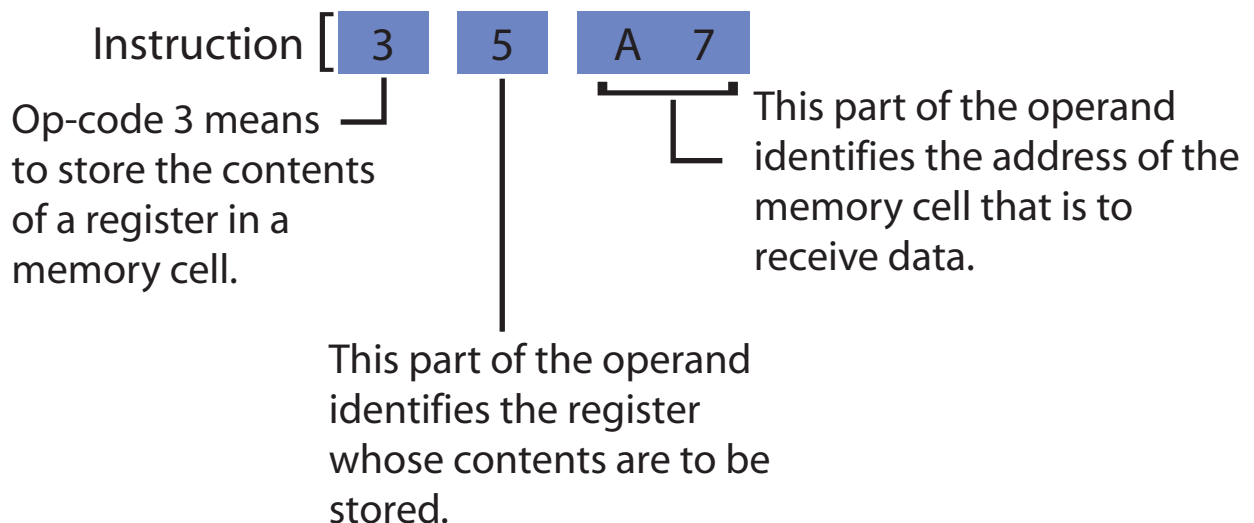 Instruction [ 3 5 A 7
Op-code 3 means
to store the contents
of a register in a
memory cell.
This part of the operand
identifies the address of the
memory cell that is to
receive data.
This part of the operand
identifies the register
whose contents are to be
stored.